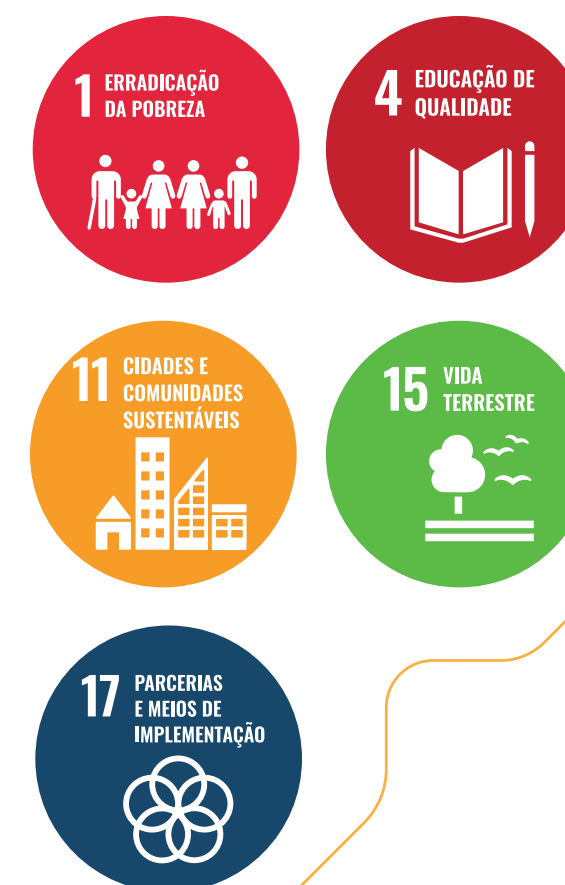 1 ERRADICAÇÃO
DA POBREZA
4 EDUCAÇÃO DE
QUALIDADE
11 CIDADES E
COMUNIDADES
SUSTENTÁVEIS
15 VIDA
TERRESTRE
17 PARCERIAS
E MEIOS DE
IMPLEMENTAÇÃO